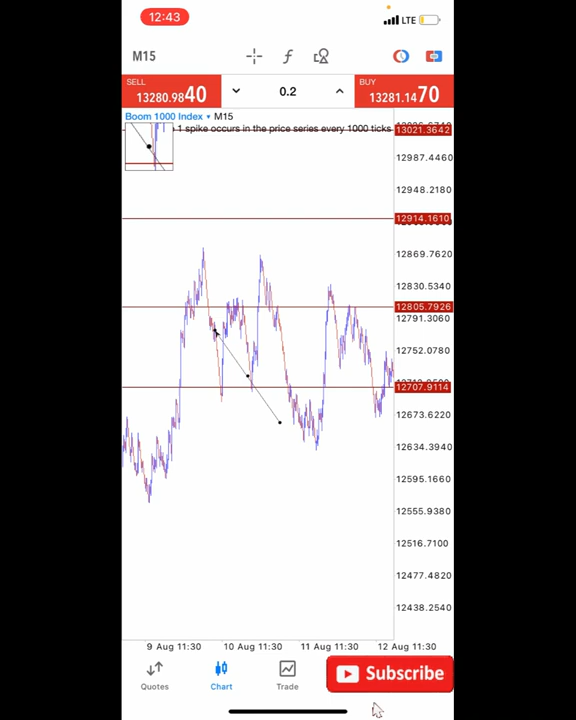 12:43
LTE
M15
SELL
13280.9840
0.2
BUY
13281.1470
Boom 1000 Index M15
1 spike occurs in the price series every 1000 ticks
13021.3642
12987.4460
12948.2180
12914.1610
12869.7620
12830.5340
12805.7926
12791.3060
12752.0780
12707.9114
12673.6220
12634.3940
12595.1660
12555.9380
12516.7100
12477.4820
12438.2540
9 Aug 11:30 10 Aug 11:30 11 Aug 11:30 12 Aug 11:30
Quotes Chart Trade Subscribe